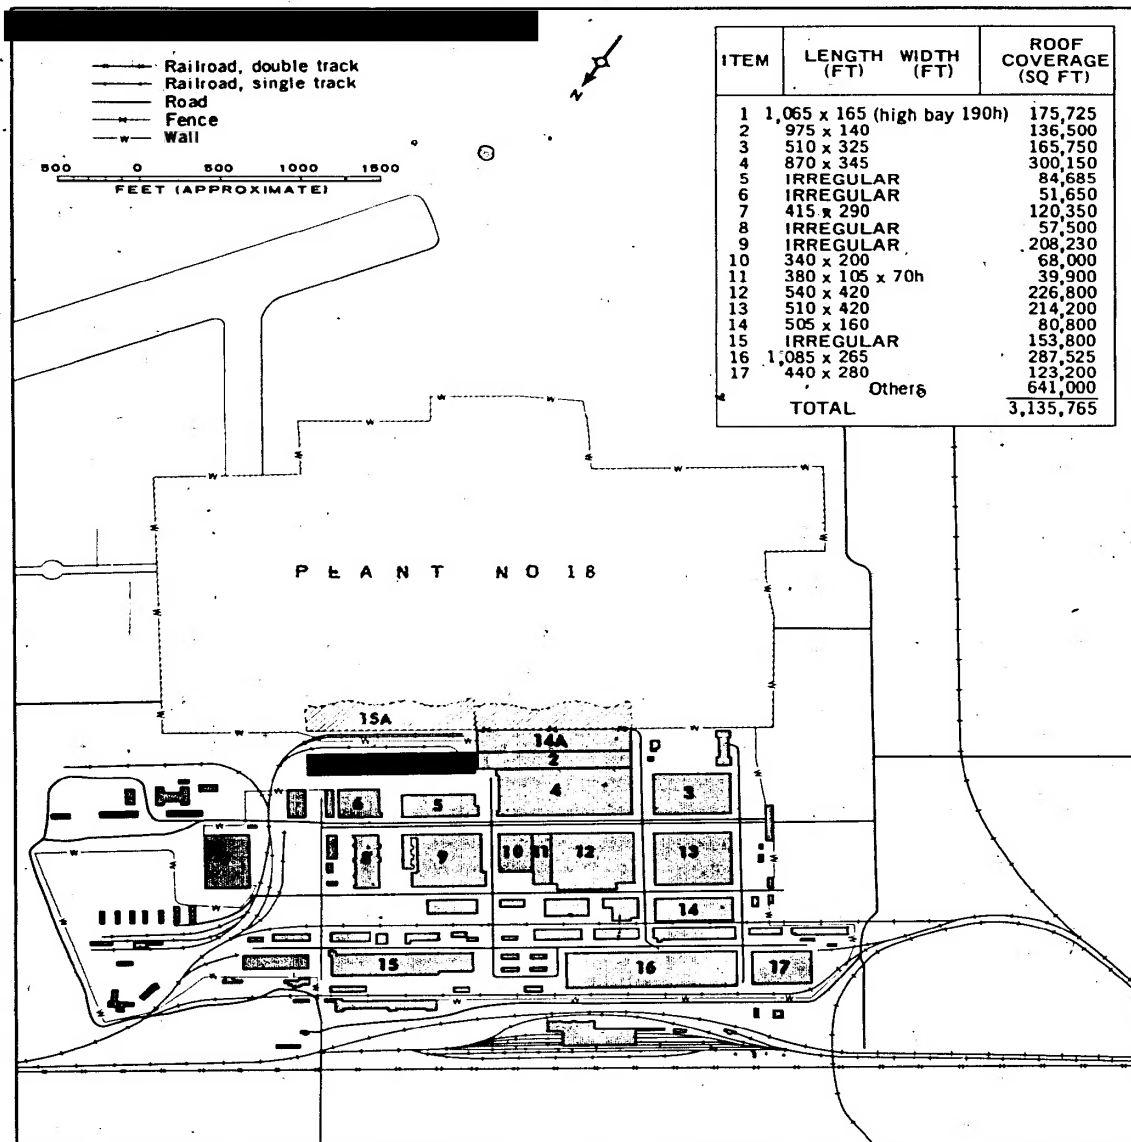 Railroad, double track
Railroad, single track
Road
Fence
Wall
500 0 500 1000 1500
FEET (APPROXIMATE)
N
ITEM LENGTH (FT) WIDTH (FT) ROOF COVERAGE (SQ FT)
1 1,065 x 165 (high bay 190h) 175,725
2 975 x 140 136,500
3 510 x 325 165,750
4 870 x 345 300,150
5 IRREGULAR 84,685
6 IRREGULAR 51,650
7 415 x 290 120,350
8 IRREGULAR 57,500
9 IRREGULAR 208,230
10 340 x 200 68,000
11 380 x 105 x 70h 39,900
12 540 x 420 226,800
13 510 x 420 214,200
14 505 x 160 80,800
15 IRREGULAR 153,800
16 1,085 x 265 287,525
17 440 x 280 123,200
Others 641,000
TOTAL 3,135,765
PLANT NO 18
15A
14A
2
4
3
6
5
8
9
10
11
12
13
14
15
16
17